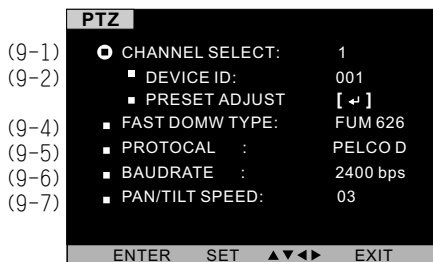 PTZ
(9-1) CHANNEL SELECT: 1
(9-2) DEVICE ID: 001
PRESET ADJUST [↵]
(9-4) FAST DOMW TYPE: FUM 626
(9-5) PROTOCAL : PELCO D
(9-6) BAUDRATE : 2400 bps
(9-7) PAN/TILT SPEED: 03
ENTER SET ▲▼◀▶ EXIT